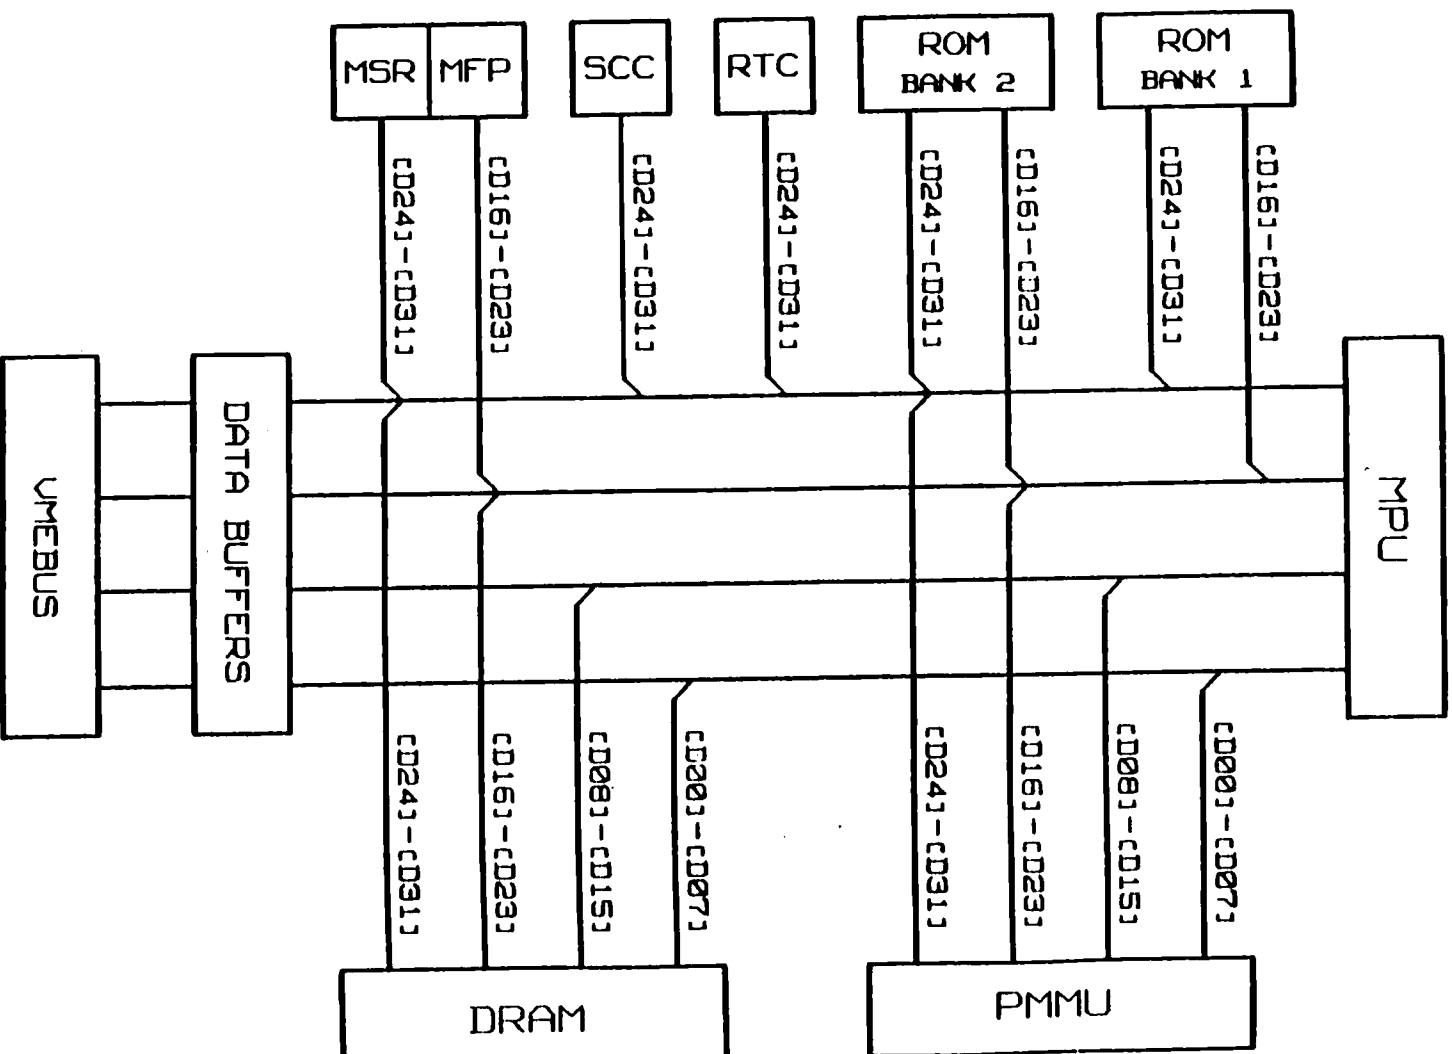 MSR
MFP
SCC
RTC
ROM
BANK 2
ROM
BANK 1
[D24]-[D31]
[D16]-[D23]
[D24]-[D31]
[D24]-[D31]
[D24]-[D31]
[D16]-[D23]
[D24]-[D31]
[D16]-[D23]
VMEBUS
DATA BUFFERS
MPU
[D24]-[D31]
[D16]-[D23]
[D08]-[D15]
[D00]-[D07]
[D24]-[D31]
[D16]-[D23]
[D08]-[D15]
[D00]-[D07]
DRAM
PMMU